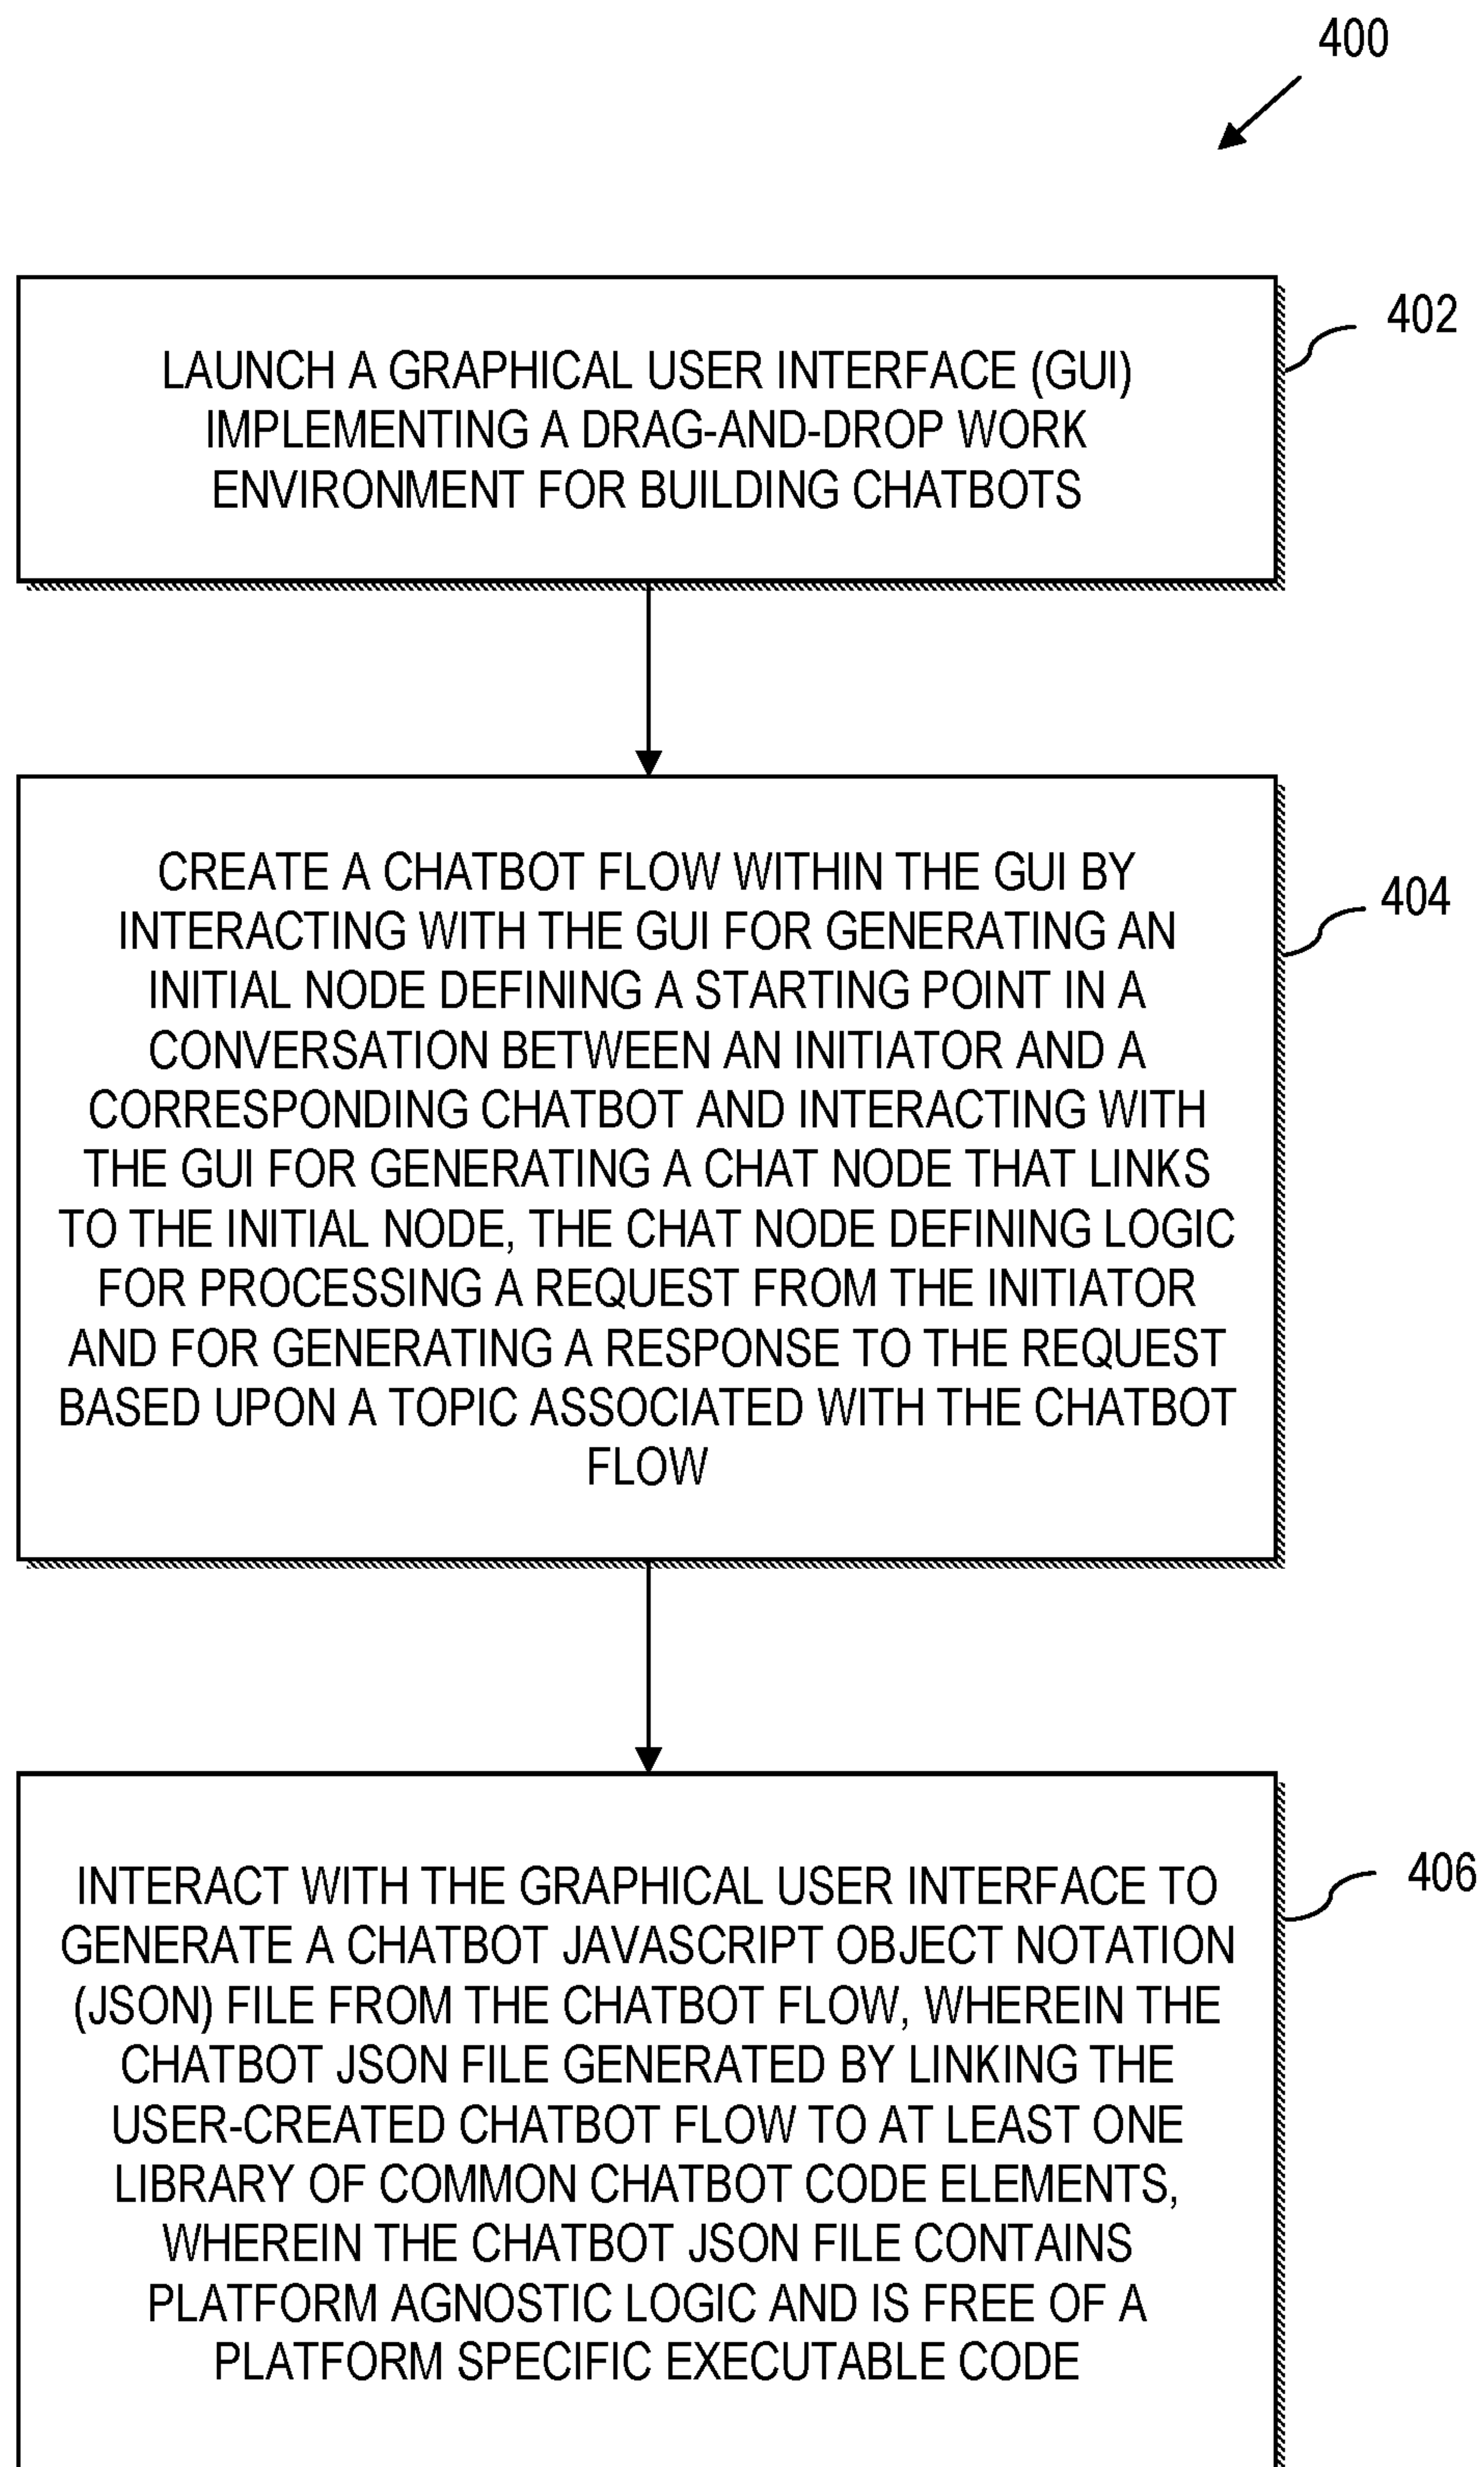 400
402
LAUNCH A GRAPHICAL USER INTERFACE (GUI)
IMPLEMENTING A DRAG-AND-DROP WORK
ENVIRONMENT FOR BUILDING CHATBOTS
404
CREATE A CHATBOT FLOW WITHIN THE GUI BY
INTERACTING WITH THE GUI FOR GENERATING AN
INITIAL NODE DEFINING A STARTING POINT IN A
CONVERSATION BETWEEN AN INITIATOR AND A
CORRESPONDING CHATBOT AND INTERACTING WITH
THE GUI FOR GENERATING A CHAT NODE THAT LINKS
TO THE INITIAL NODE, THE CHAT NODE DEFINING LOGIC
FOR PROCESSING A REQUEST FROM THE INITIATOR
AND FOR GENERATING A RESPONSE TO THE REQUEST
BASED UPON A TOPIC ASSOCIATED WITH THE CHATBOT
FLOW
406
INTERACT WITH THE GRAPHICAL USER INTERFACE TO
GENERATE A CHATBOT JAVASCRIPT OBJECT NOTATION
(JSON) FILE FROM THE CHATBOT FLOW, WHEREIN THE
CHATBOT JSON FILE GENERATED BY LINKING THE
USER-CREATED CHATBOT FLOW TO AT LEAST ONE
LIBRARY OF COMMON CHATBOT CODE ELEMENTS,
WHEREIN THE CHATBOT JSON FILE CONTAINS
PLATFORM AGNOSTIC LOGIC AND IS FREE OF A
PLATFORM SPECIFIC EXECUTABLE CODE